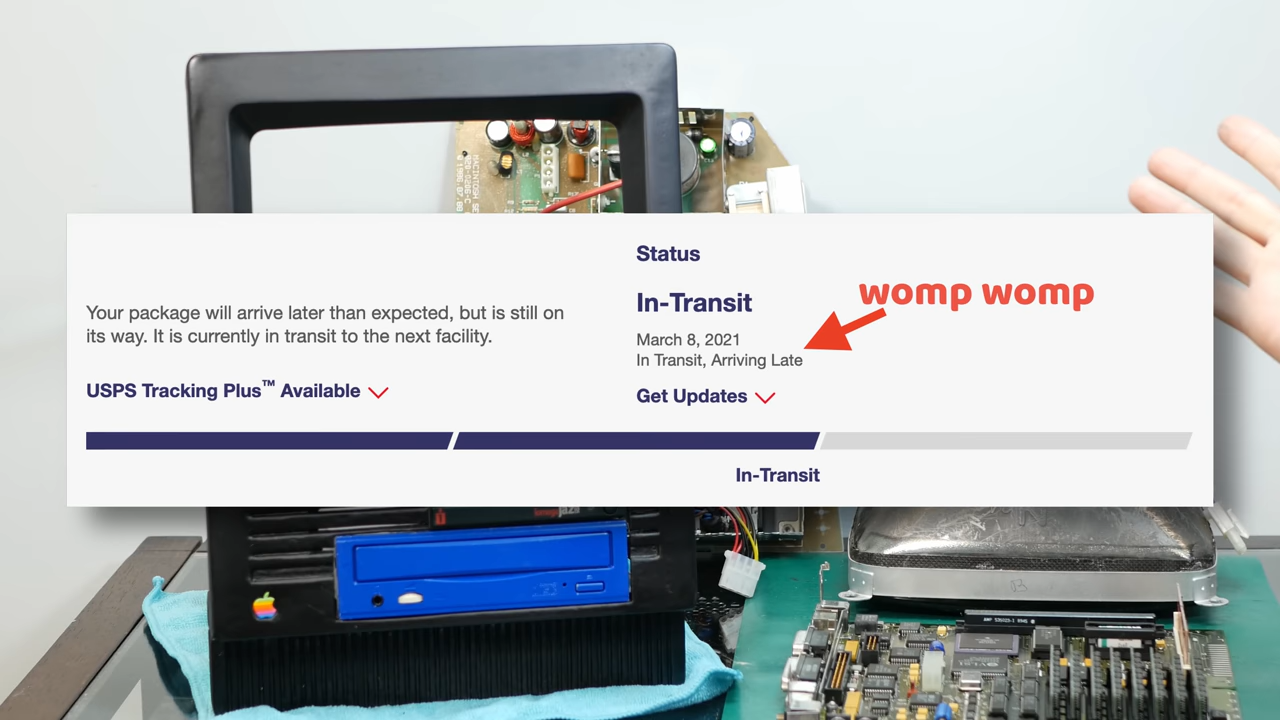 Status
In-Transit
womp womp
Your package will arrive later than expected, but is still on
its way. It is currently in transit to the next facility.
March 8, 2021
In Transit, Arriving Late
USPS Tracking Plus™ Available
Get Updates
In-Transit